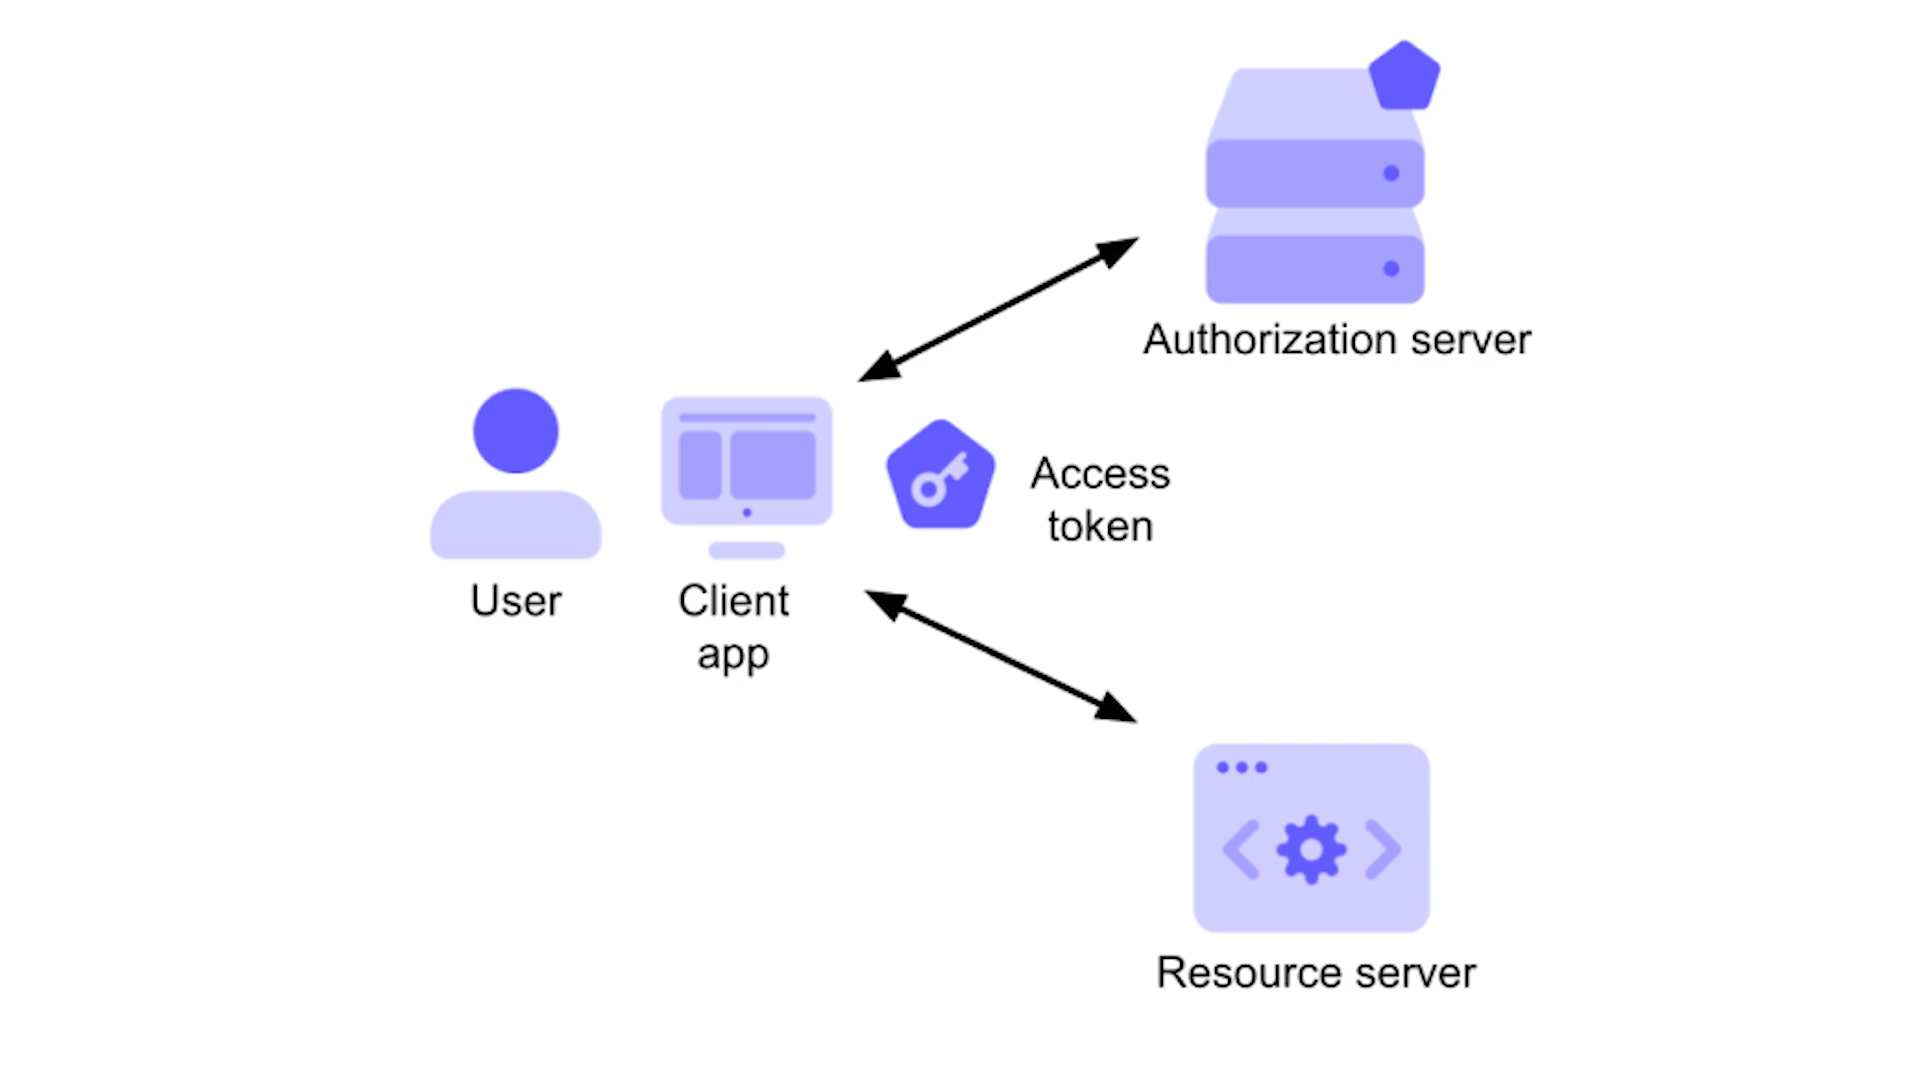 Authorization server
Access
token
User
Client
app
Resource server